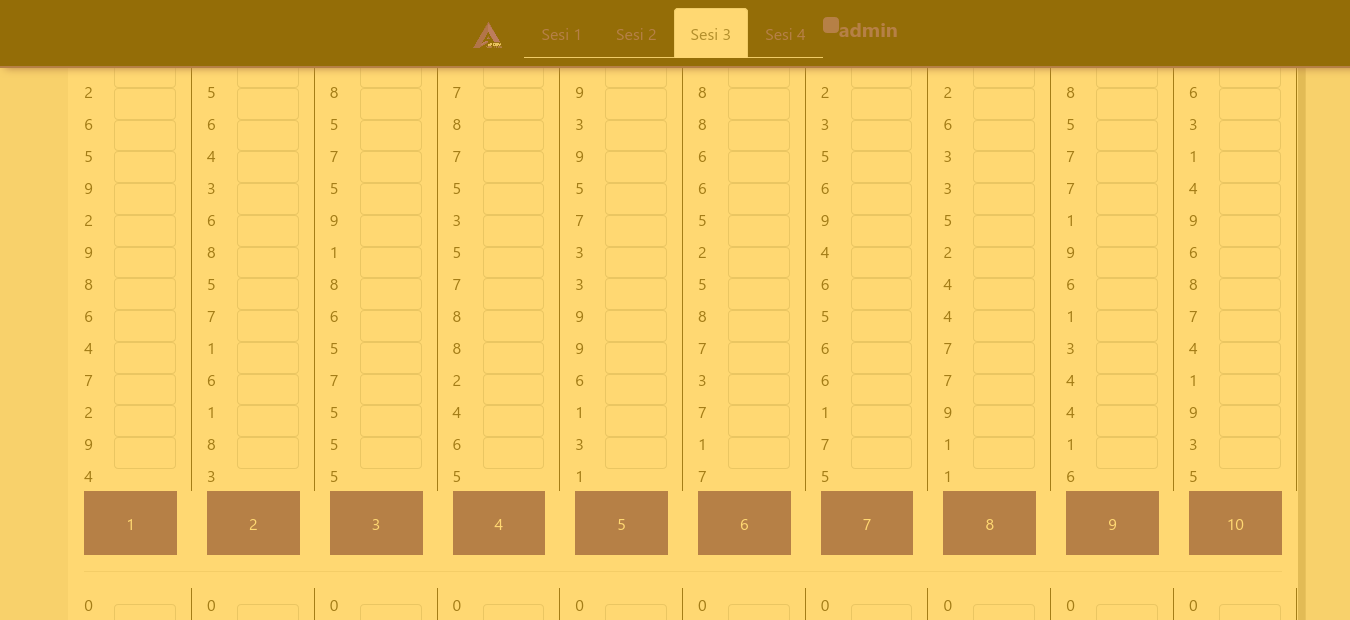 Sesi 1 Sesi 2 Sesi 3 Sesi 4 admin
2 5 8 7 9 8 2 2 8 6
6 6 5 8 3 8 3 6 5 3
5 4 7 7 9 6 5 3 7 1
9 3 5 5 5 6 6 3 7 4
2 6 9 3 7 5 9 5 1 9
9 8 1 5 3 2 4 2 9 6
8 5 8 7 3 5 6 4 6 8
6 7 6 8 9 8 5 4 1 7
4 1 5 8 9 7 6 7 3 4
7 6 7 2 6 3 6 7 4 1
2 1 5 4 1 7 1 9 4 9
9 8 5 6 3 1 7 1 1 3
4 3 5 5 1 7 5 1 6 5
1 2 3 4 5 6 7 8 9 10
0 0 0 0 0 0 0 0 0 0